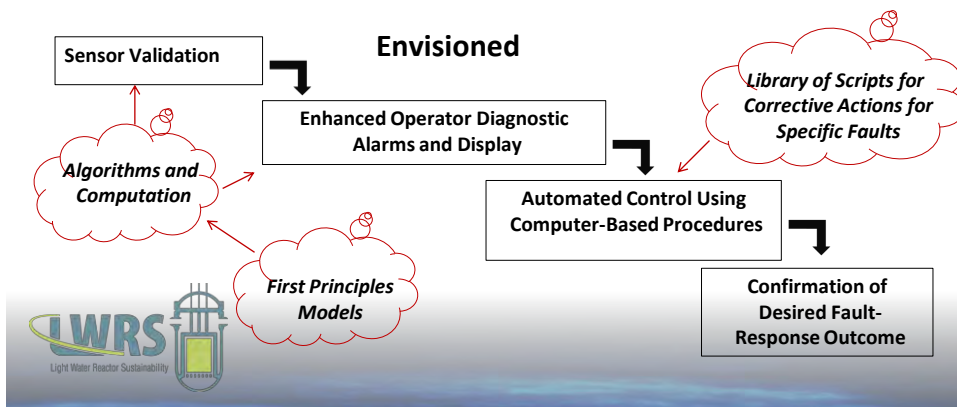 Envisioned
Sensor Validation
Library of Scripts for
Corrective Actions for
Specific Faults
Enhanced Operator Diagnostic
Alarms and Display
Algorithms and
Computation
Automated Control Using
Computer-Based Procedures
First Principles
Models
Confirmation of
Desired Fault-
Response Outcome
LWRS
Light Water Reactor Sustainability